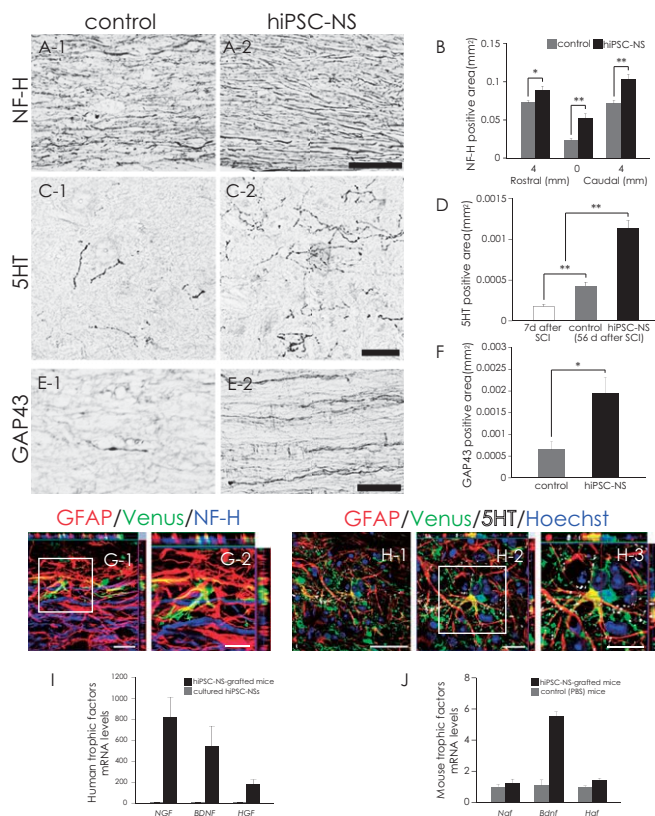 control hiPSC-NS
NF-H
A-1 A-2
B
control hiPSC-NS
NF-H positive area(mm²)
0.15
0.1
0.05
0
* ** **
4 0 4
Rostral (mm) Caudal (mm)
5HT
C-1 C-2
D
5HT positive area(mm²)
0.0015
0.001
0.0005
0
** **
7d after control hiPSC-NS
SCI (56 d after SCI)
GAP43
E-1 E-2
F
GAP43 positive area(mm²)
0.003
0.0025
0.002
0.0015
0.001
0.0005
0
*
control hiPSC-NS
GFAP/Venus/NF-H
G-1 G-2
GFAP/Venus/5HT/Hoechst
H-1 H-2 H-3
I
hiPSC-NS-grafted mice
cultured hiPSC-NSs
Human trophic factors
mRNA levels
1200
1000
800
600
400
200
0
NGF BDNF HGF
J
hiPSC-NS-grafted mice
control (PBS) mice
Mouse trophic factors
mRNA levels
8
6
4
2
0
Naf Bdnf Haf